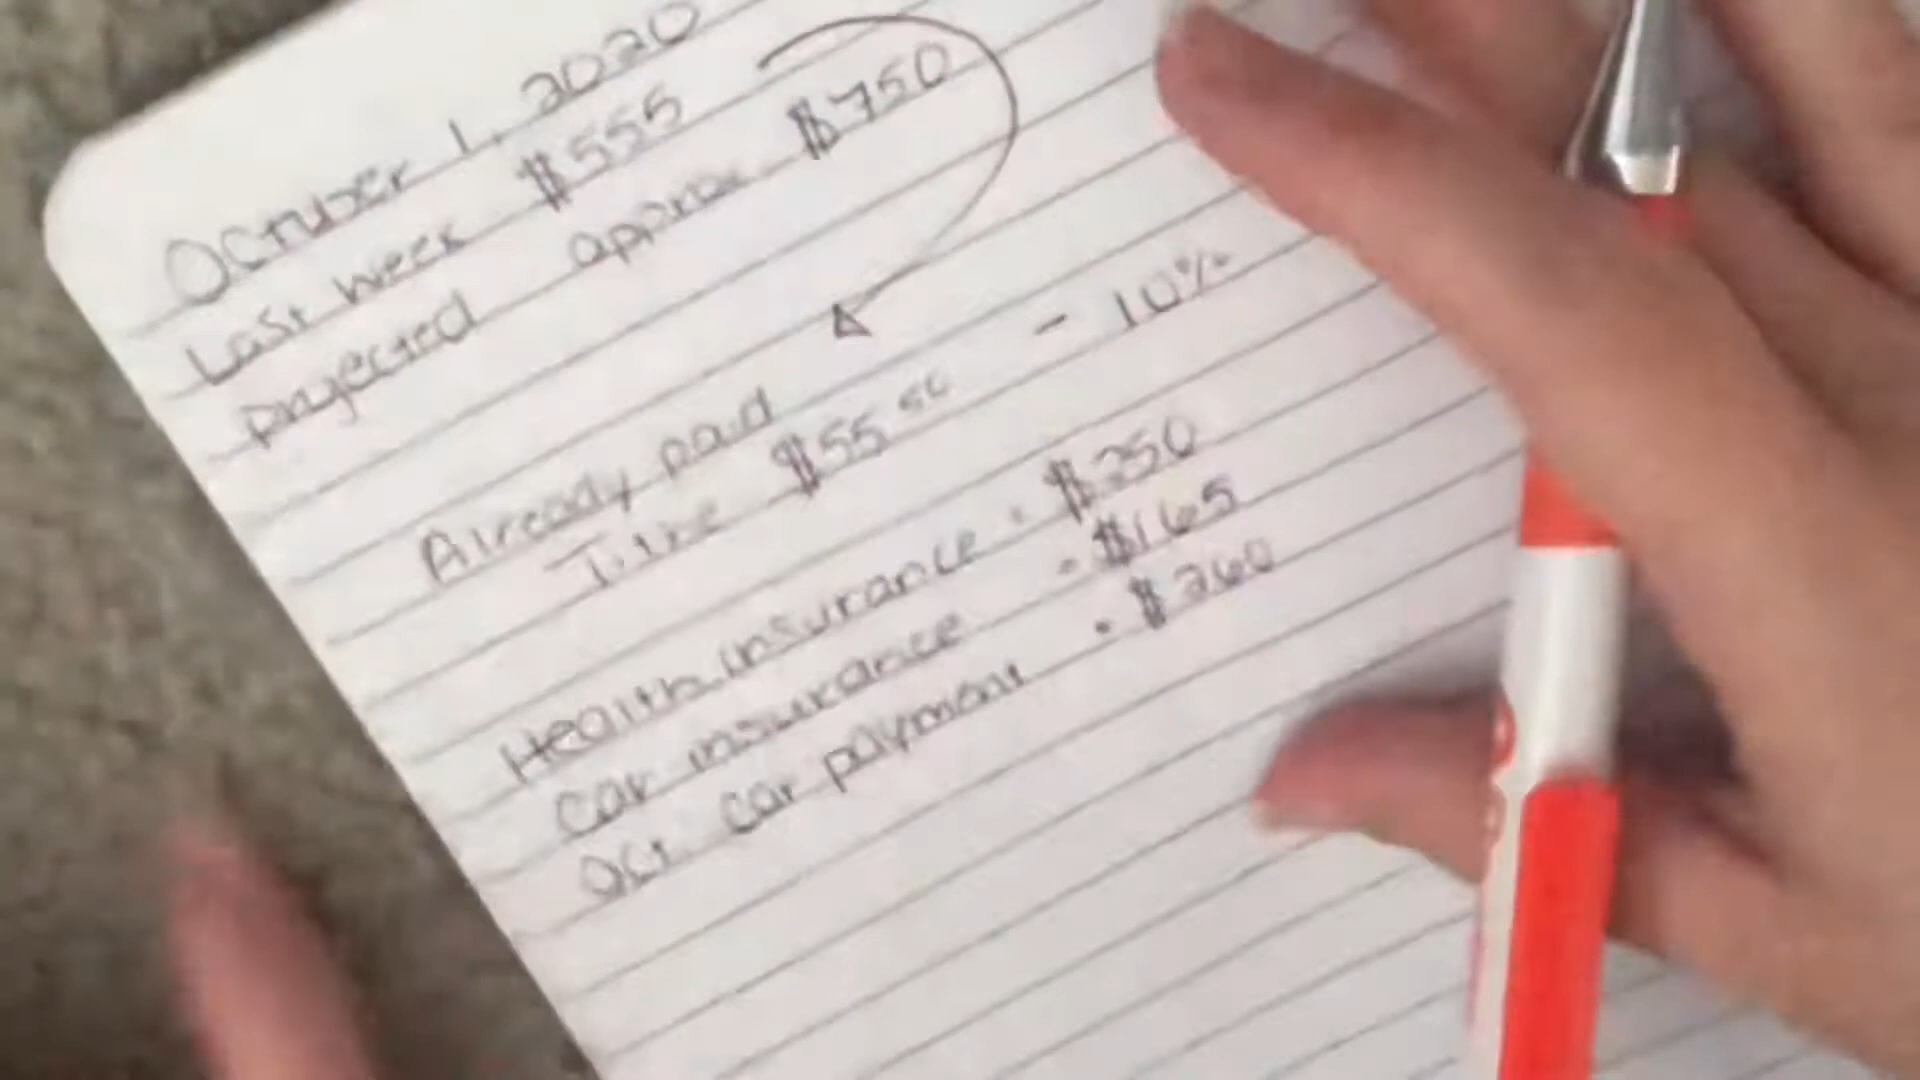 October 1, 2020
Last week $555
projected approx $750
Already paid
Tithe $55.50 - 10%
Health insurance - $250
Car insurance - $165
Oct. car payment - $260